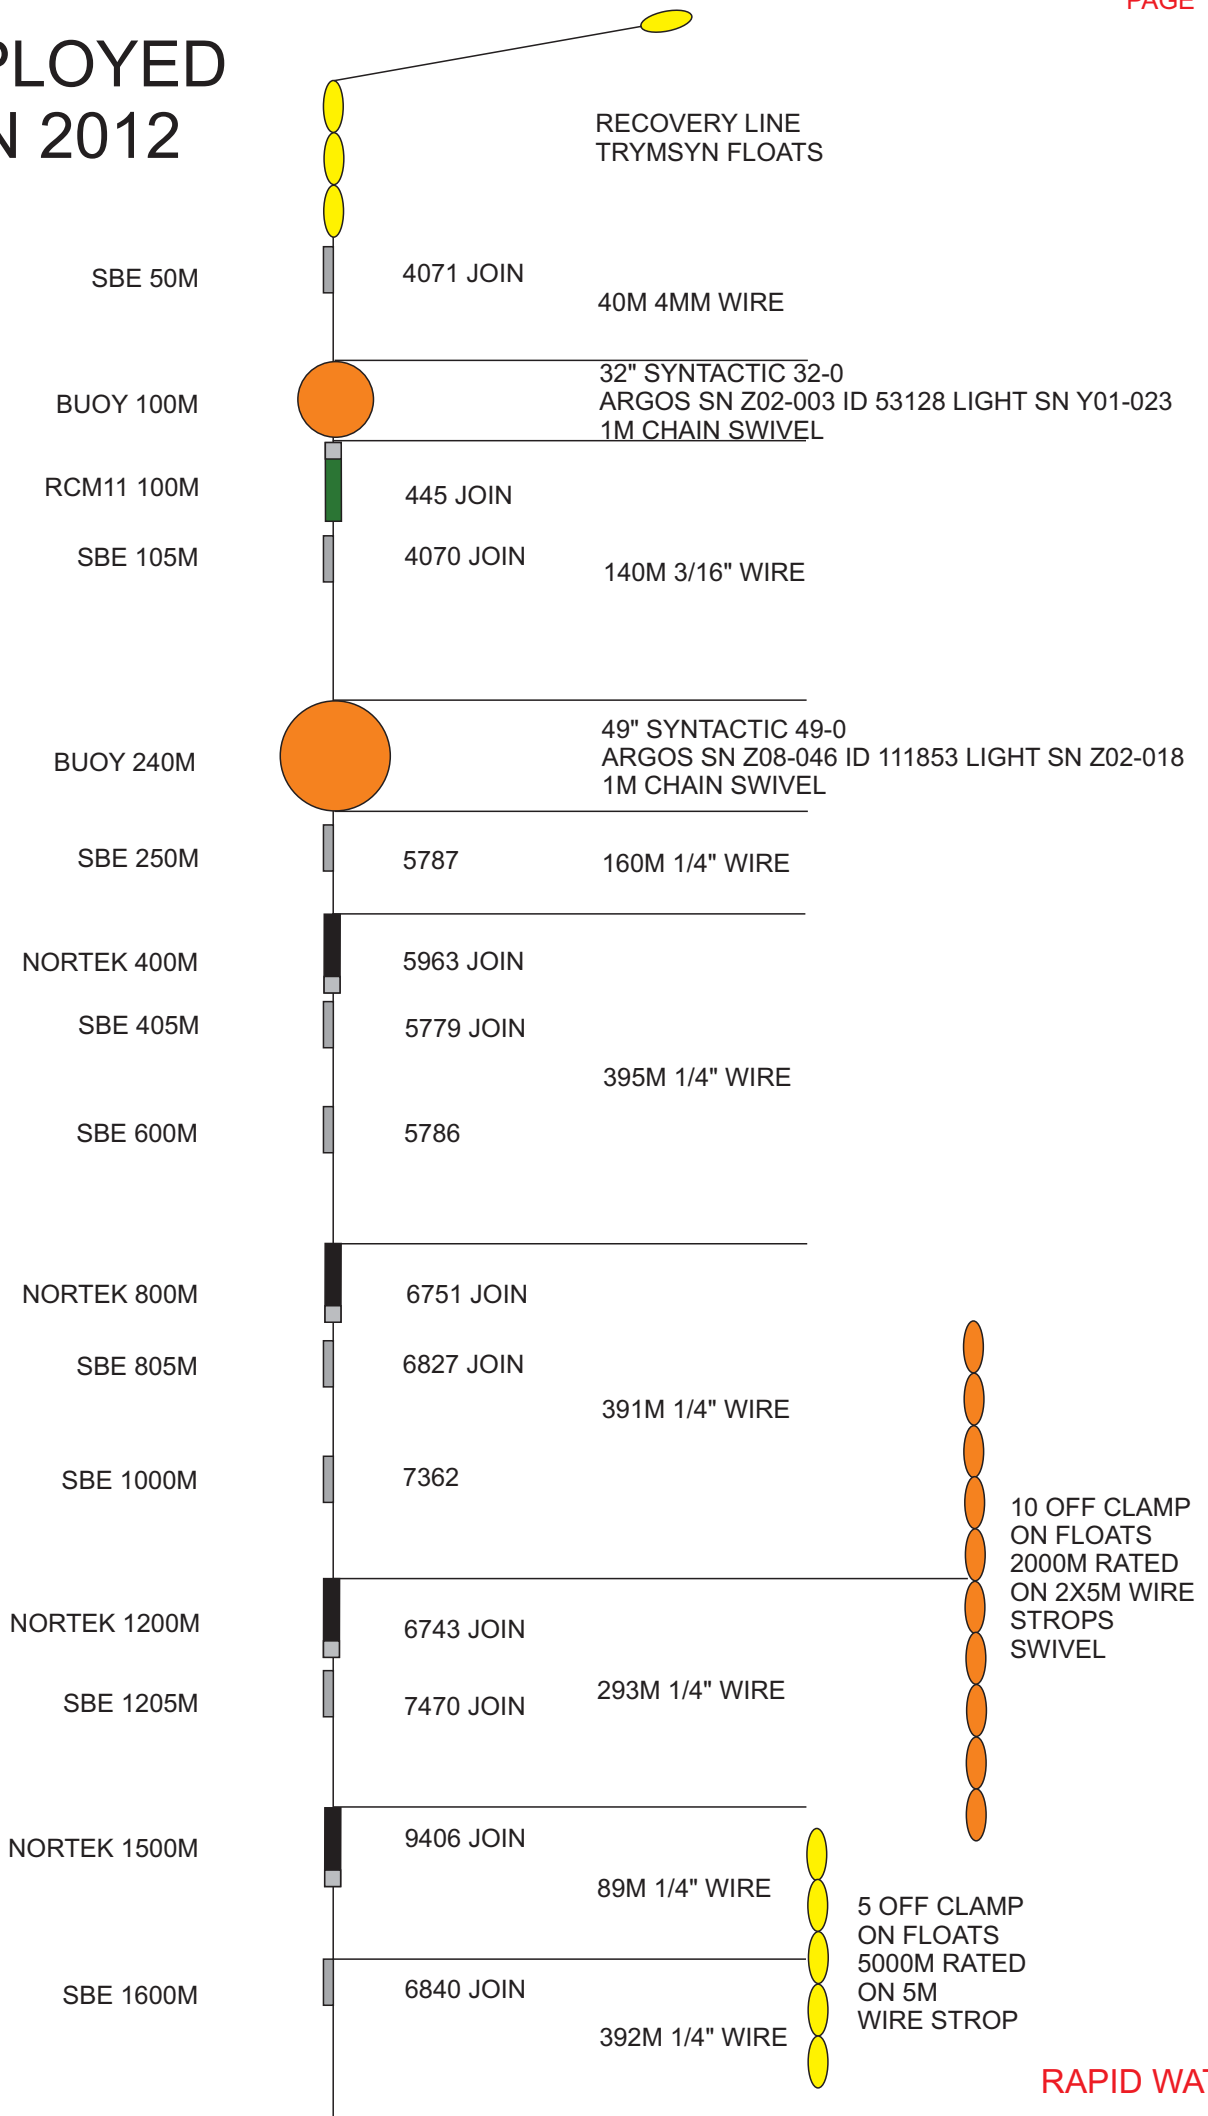 PAGE
PLOYED
N 2012
RECOVERY LINE
TRYMSYN FLOATS
SBE 50M
4071 JOIN
40M 4MM WIRE
BUOY 100M
32" SYNTACTIC 32-0
ARGOS SN Z02-003 ID 53128 LIGHT SN Y01-023
1M CHAIN SWIVEL
RCM11 100M
445 JOIN
SBE 105M
4070 JOIN
140M 3/16" WIRE
BUOY 240M
49" SYNTACTIC 49-0
ARGOS SN Z08-046 ID 111853 LIGHT SN Z02-018
1M CHAIN SWIVEL
SBE 250M
5787
160M 1/4" WIRE
NORTEK 400M
5963 JOIN
SBE 405M
5779 JOIN
395M 1/4" WIRE
SBE 600M
5786
NORTEK 800M
6751 JOIN
SBE 805M
6827 JOIN
391M 1/4" WIRE
SBE 1000M
7362
10 OFF CLAMP
ON FLOATS
2000M RATED
ON 2X5M WIRE
STROPS
SWIVEL
NORTEK 1200M
6743 JOIN
SBE 1205M
7470 JOIN
293M 1/4" WIRE
NORTEK 1500M
9406 JOIN
89M 1/4" WIRE
5 OFF CLAMP
ON FLOATS
5000M RATED
ON 5M
WIRE STROP
SBE 1600M
6840 JOIN
392M 1/4" WIRE
RAPID WAT